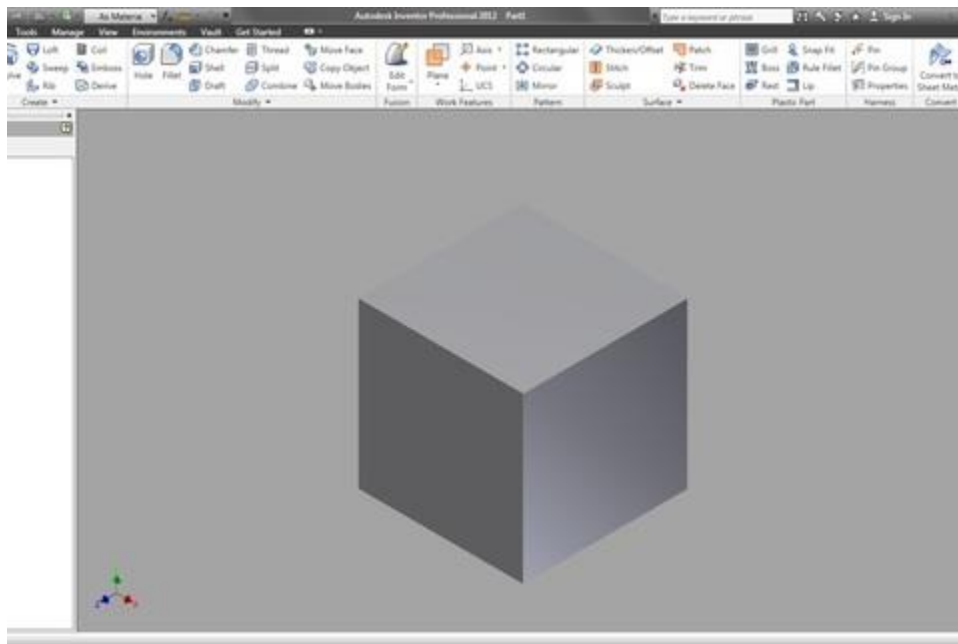 As Material Autodesk Inventor Professional 2012 Part1 Type a keyword or phrase Sign In
Tools Manage View Environments Vault Get Started
Loft Coil Chamfer Thread Move Face Axis Rectangular Thicken/Offset Patch Grill Snap Fit Pin
Sweep Emboss Hole Fillet Shell Split Copy Object Edit Form Plane Point Circular Stitch Trim Boss Rule Fillet Pin Group Convert to
Rib Derive Draft Combine Move Bodies UCS Mirror Sculpt Delete Face Rest Lip Properties Sheet Met
Create Modify Fusion Work Features Pattern Surface Plastic Part Harness Convert